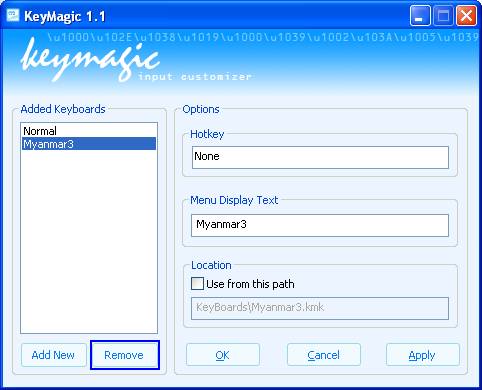 KeyMagic 1.1
\u1000\u102E\u1038\u1019\u1000\u1039\u1002\u103A\u1005\u1039
keymagic
input customizer
Added Keyboards
Normal
Myanmar3
Add New
Remove
Options
Hotkey
None
Menu Display Text
Myanmar3
Location
Use from this path
KeyBoards\Myanmar3.kmk
OK
Cancel
Apply